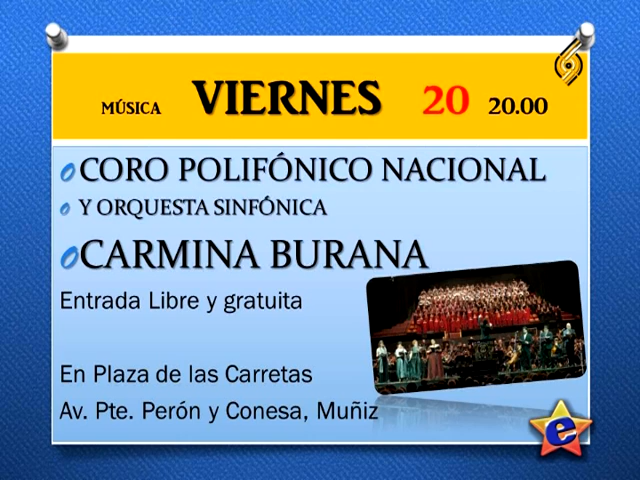 MÚSICA VIERNES 20 20.00
CORO POLIFÓNICO NACIONAL
Y ORQUESTA SINFÓNICA
CARMINA BURANA
Entrada Libre y gratuita
En Plaza de las Carretas
Av. Pte. Perón y Conesa, Muñiz
e